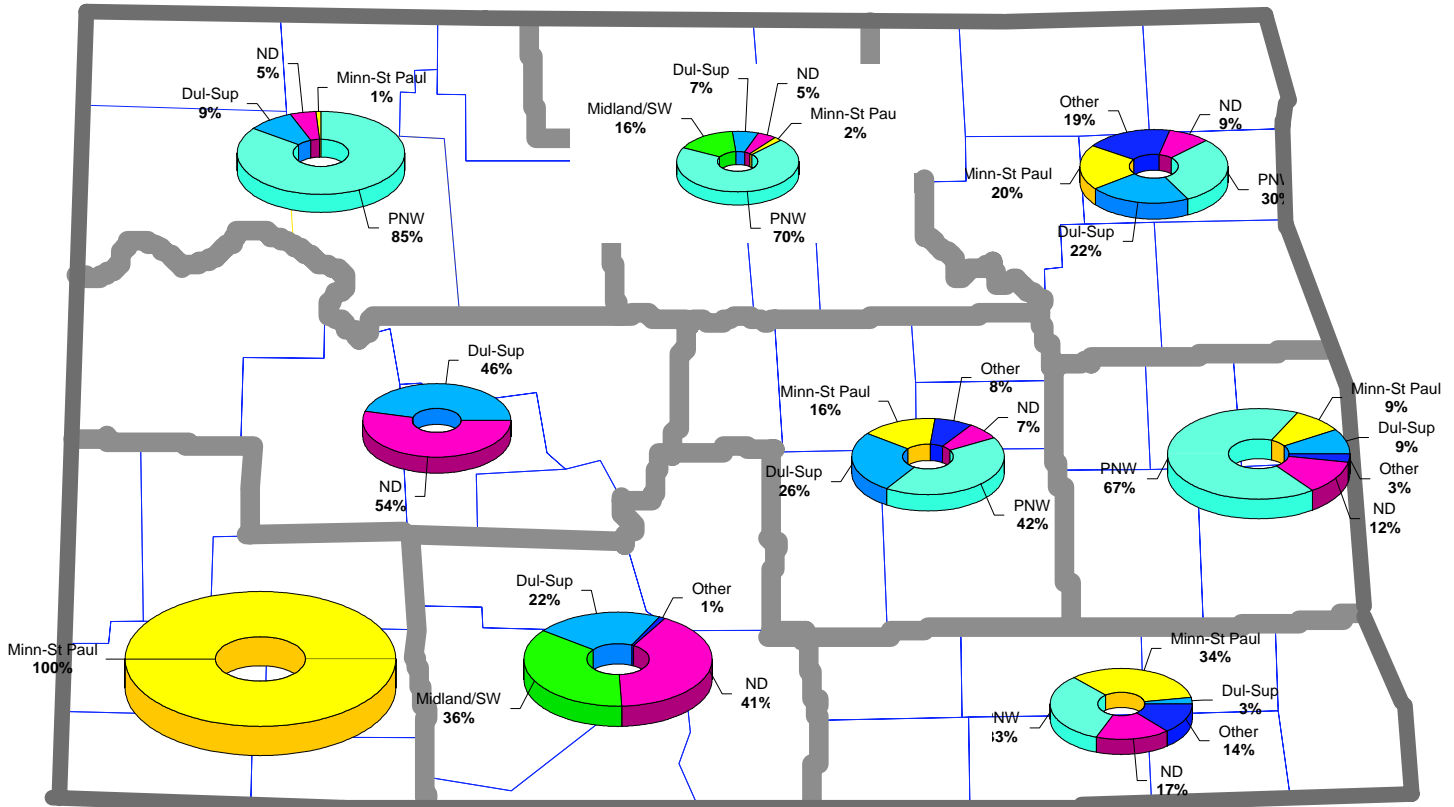 ND
5%
Minn-St Paul
1%
Dul-Sup
9%
PNW
85%
Dul-Sup
7%
ND
5%
Midland/SW
16%
Minn-St Pau
2%
PNW
70%
Other
19%
ND
9%
Minn-St Paul
20%
PN
30%
Dul-Sup
22%
Dul-Sup
46%
ND
54%
Other
8%
Minn-St Paul
16%
ND
7%
Dul-Sup
26%
PNW
42%
Minn-St Paul
9%
Dul-Sup
9%
PNW
67%
Other
3%
ND
12%
Minn-St Paul
100%
Dul-Sup
22%
Other
1%
Midland/SW
36%
ND
41%
Minn-St Paul
34%
Dul-Sup
3%
NW
33%
Other
14%
ND
17%